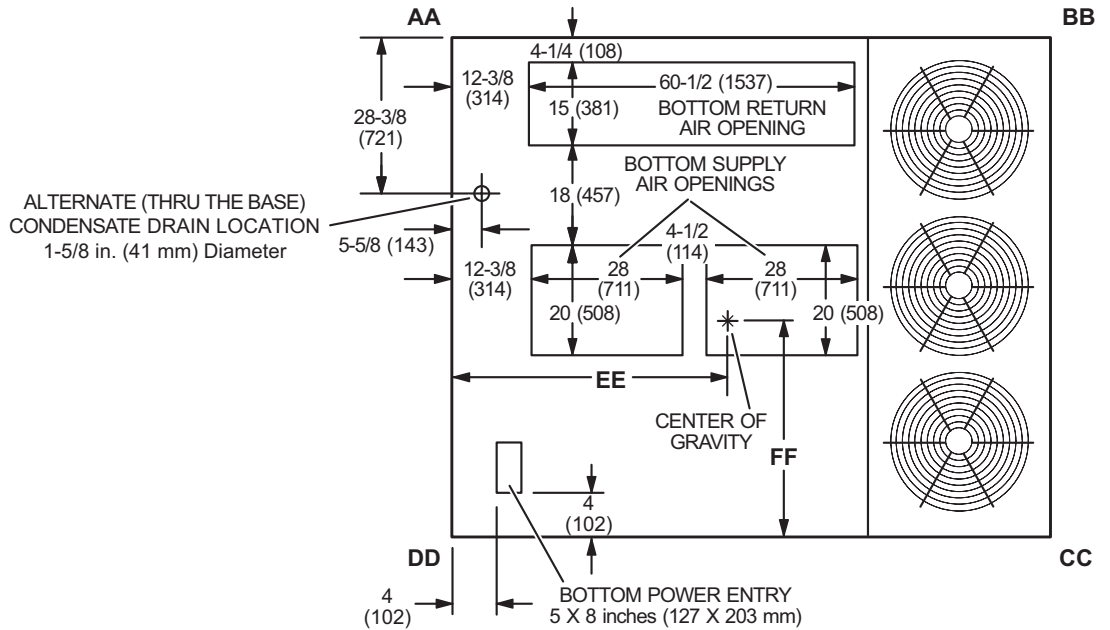 AA
BB
4-1/4 (108)
12-3/8
(314)
60-1/2 (1537)
15 (381)
BOTTOM RETURN
AIR OPENING
28-3/8
(721)
BOTTOM SUPPLY
AIR OPENINGS
18 (457)
ALTERNATE (THRU THE BASE)
CONDENSATE DRAIN LOCATION
1-5/8 in. (41 mm) Diameter
5-5/8 (143)
4-1/2
(114)
12-3/8
(314)
28
(711)
28
(711)
20 (508)
20 (508)
EE
CENTER OF
GRAVITY
FF
4
(102)
DD
CC
4
(102)
BOTTOM POWER ENTRY
5 X 8 inches (127 X 203 mm)